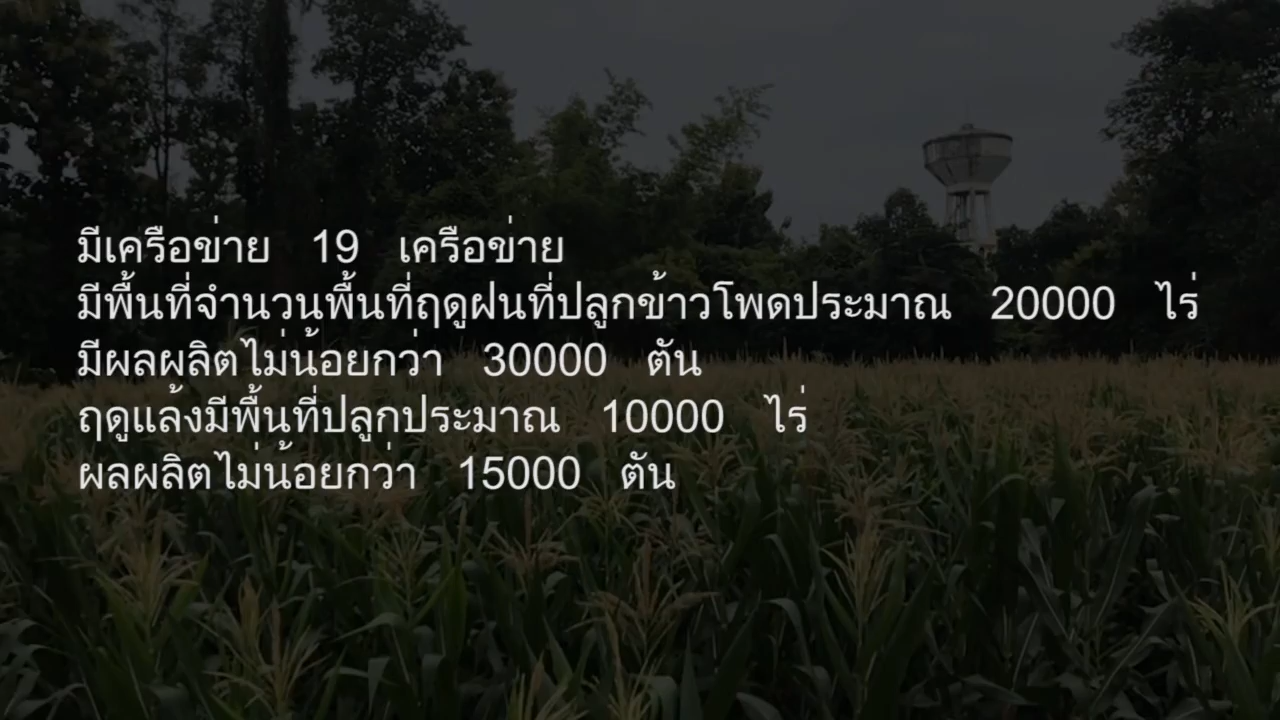 มีเครือข่าย 19 เครือข่าย
มีพื้นที่จำนวนพื้นที่ฤดูฝนที่ปลูกข้าวโพดประมาณ 20000 ไร่
มีผลผลิตไม่น้อยกว่า 30000 ตัน
ฤดูแล้งมีพื้นที่ปลูกประมาณ 10000 ไร่
ผลผลิตไม่น้อยกว่า 15000 ตัน